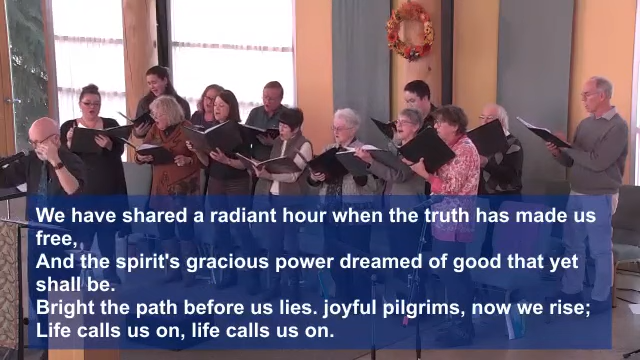 We have shared a radiant hour when the truth has made us
free,
And the spirit's gracious power dreamed of good that yet
shall be.
Bright the path before us lies. joyful pilgrims, now we rise;
Life calls us on, life calls us on.